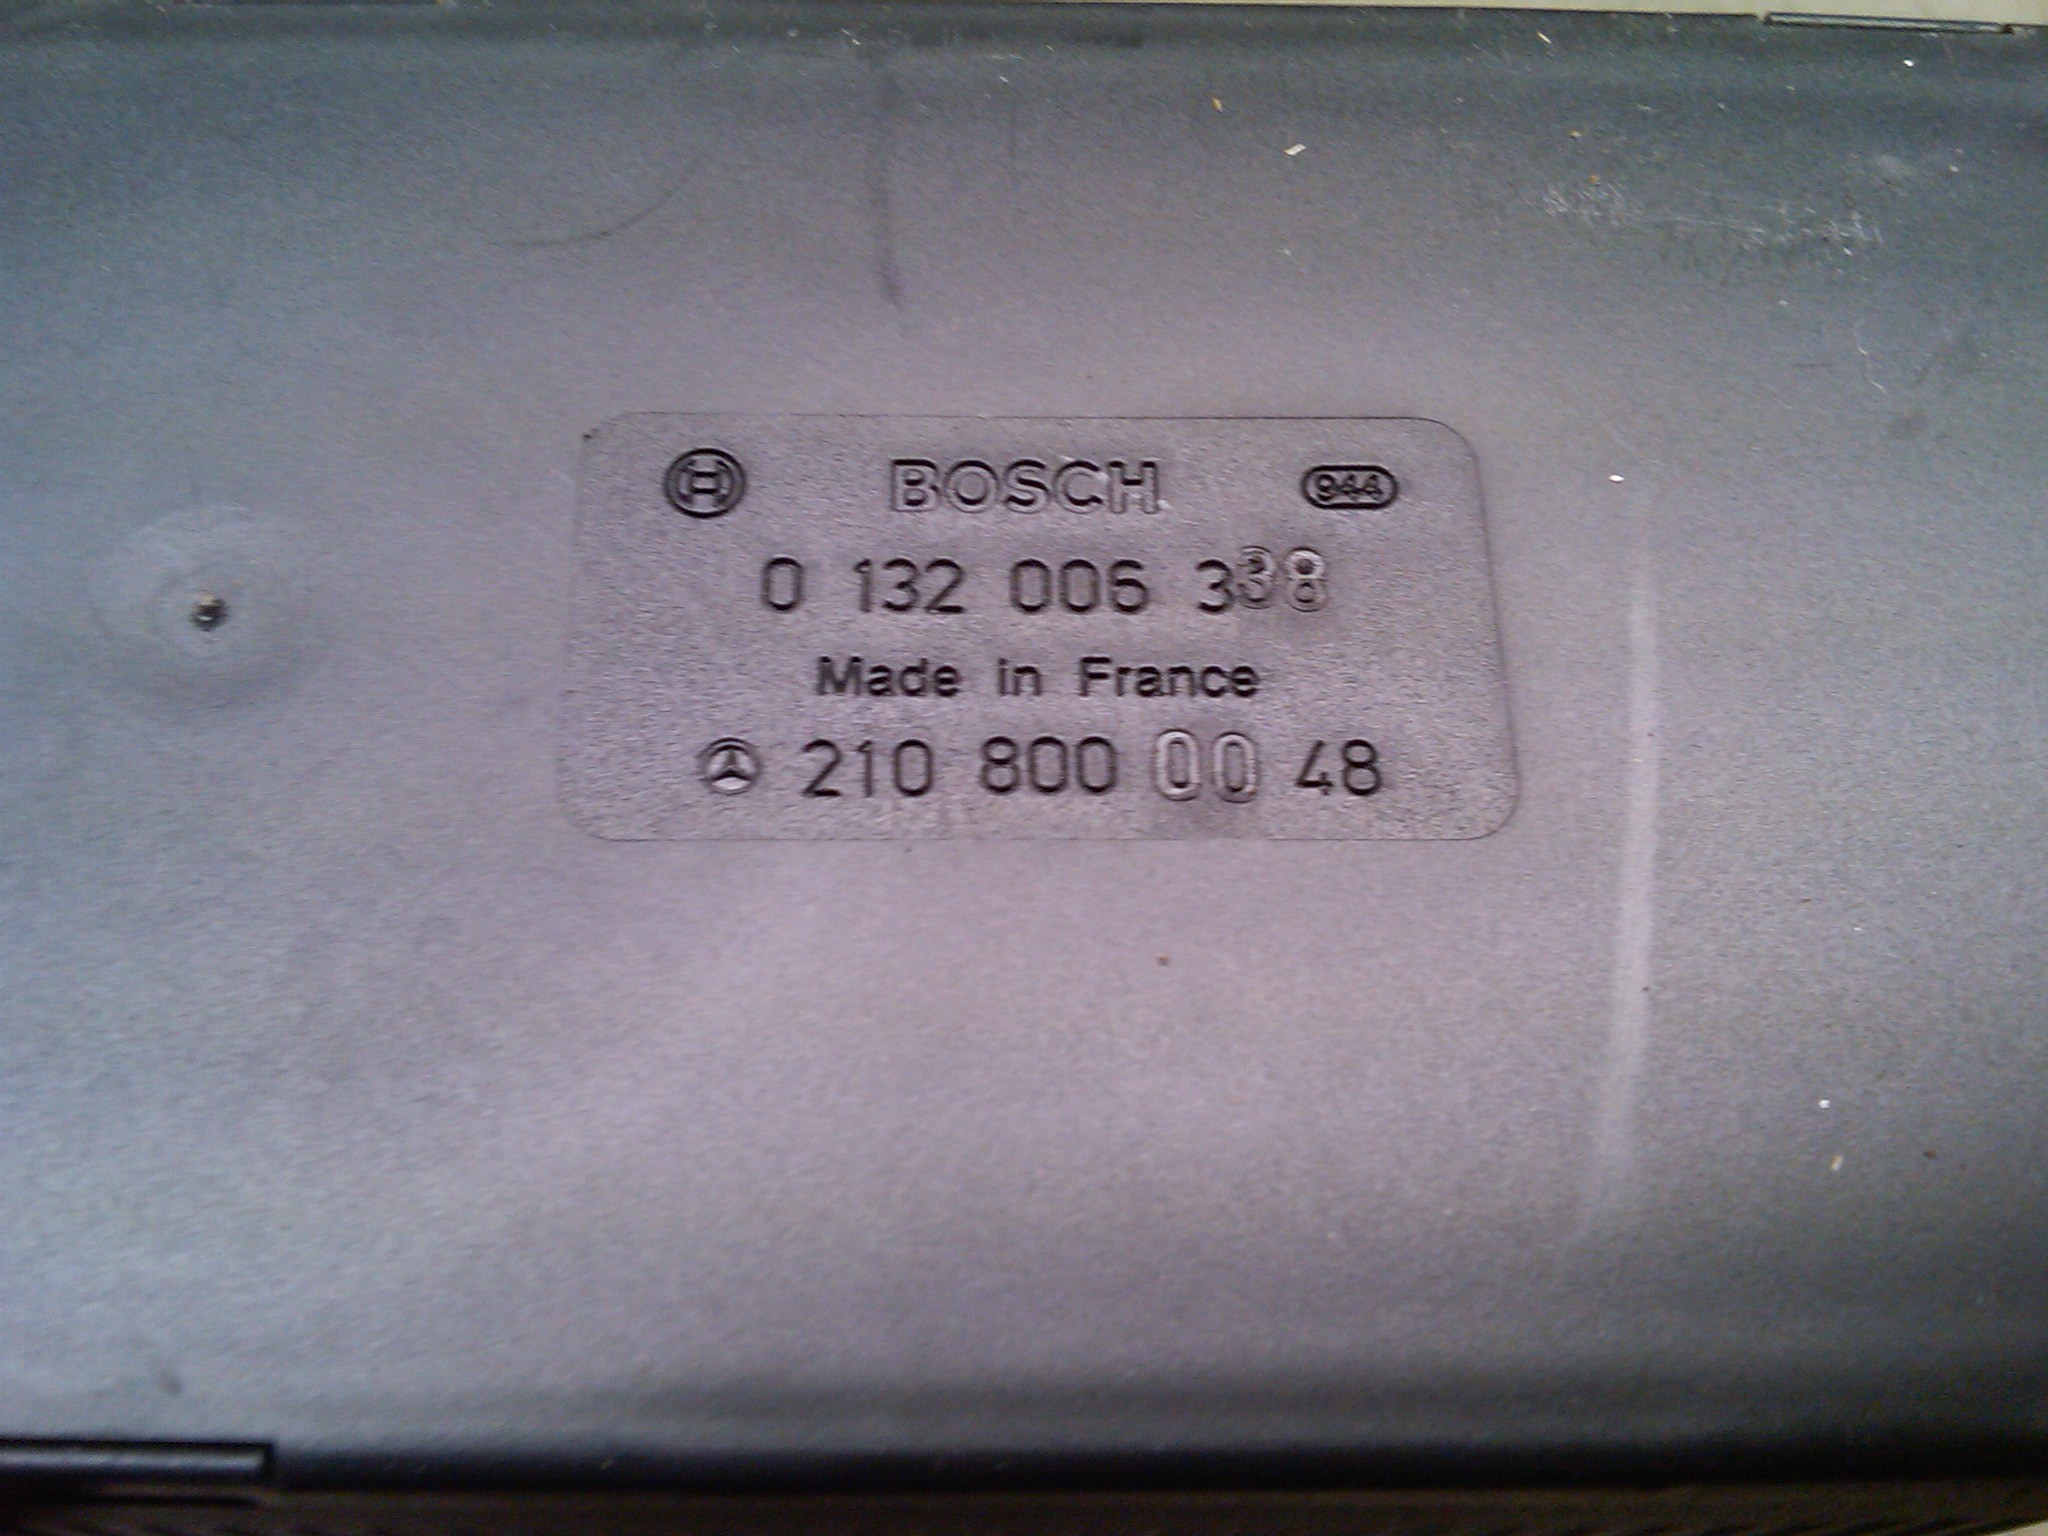 BOSCH 944
0 132 006 338
Made in France
210 800 00 48